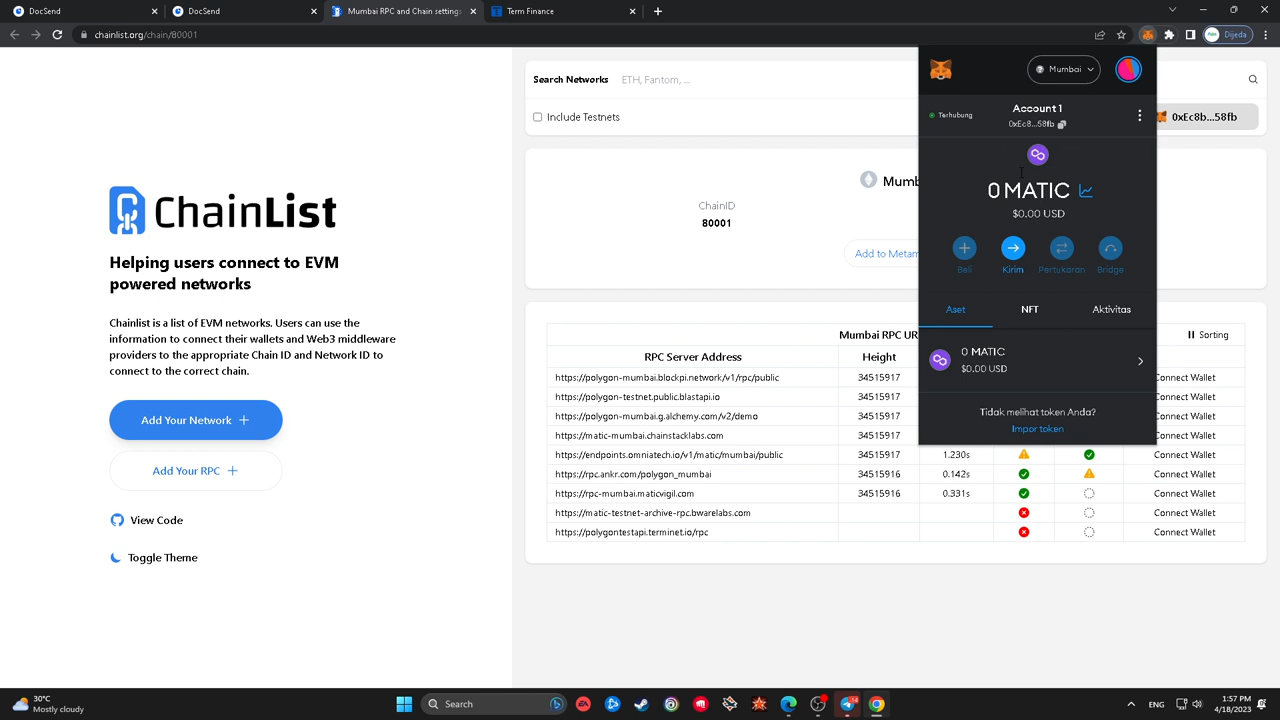 DocSend
DocSend
Mumbai RPC and Chain settings
Term Finance
chainlist.org/chain/80001
Dijeda
ChainList
Helping users connect to EVM
powered networks
Chainlist is a list of EVM networks. Users can use the
information to connect their wallets and Web3 middleware
providers to the appropriate Chain ID and Network ID to
connect to the correct chain.
Add Your Network
Add Your RPC
View Code
Toggle Theme
Search Networks
ETH, Fantom, ...
Include Testnets
0xEc8b...58fb
Mumb
ChainID
80001
Add to Metam
Mumbai RPC UR
Sorting
RPC Server Address
Height
https://polygon-mumbai.blockpi.network/v1/rpc/public 34515917 Connect Wallet
https://polygon-testnet.public.blastapi.io 34515917 Connect Wallet
https://polygon-mumbai.g.alchemy.com/v2/demo 34515917 Connect Wallet
https://matic-mumbai.chainstacklabs.com 34515917 Connect Wallet
https://endpoints.omniatech.io/v1/matic/mumbai/public 34515917 1.230s Connect Wallet
https://rpc.ankr.com/polygon_mumbai 34515916 0.142s Connect Wallet
https://rpc-mumbai.maticvigil.com 34515916 0.331s Connect Wallet
https://matic-testnet-archive-rpc.bwarelabs.com Connect Wallet
https://polygontestapi.terminet.io/rpc Connect Wallet
Mumbai
Terhubung
Account 1
0xEc8...58fb
0 MATIC
$0.00 USD
Beli
Kirim
Pertukaran
Bridge
Aset
NFT
Aktivitas
0 MATIC
$0.00 USD
Tidak melihat token Anda?
Impor token
30°C
Mostly cloudy
Search
ENG
1:57 PM
4/18/2023